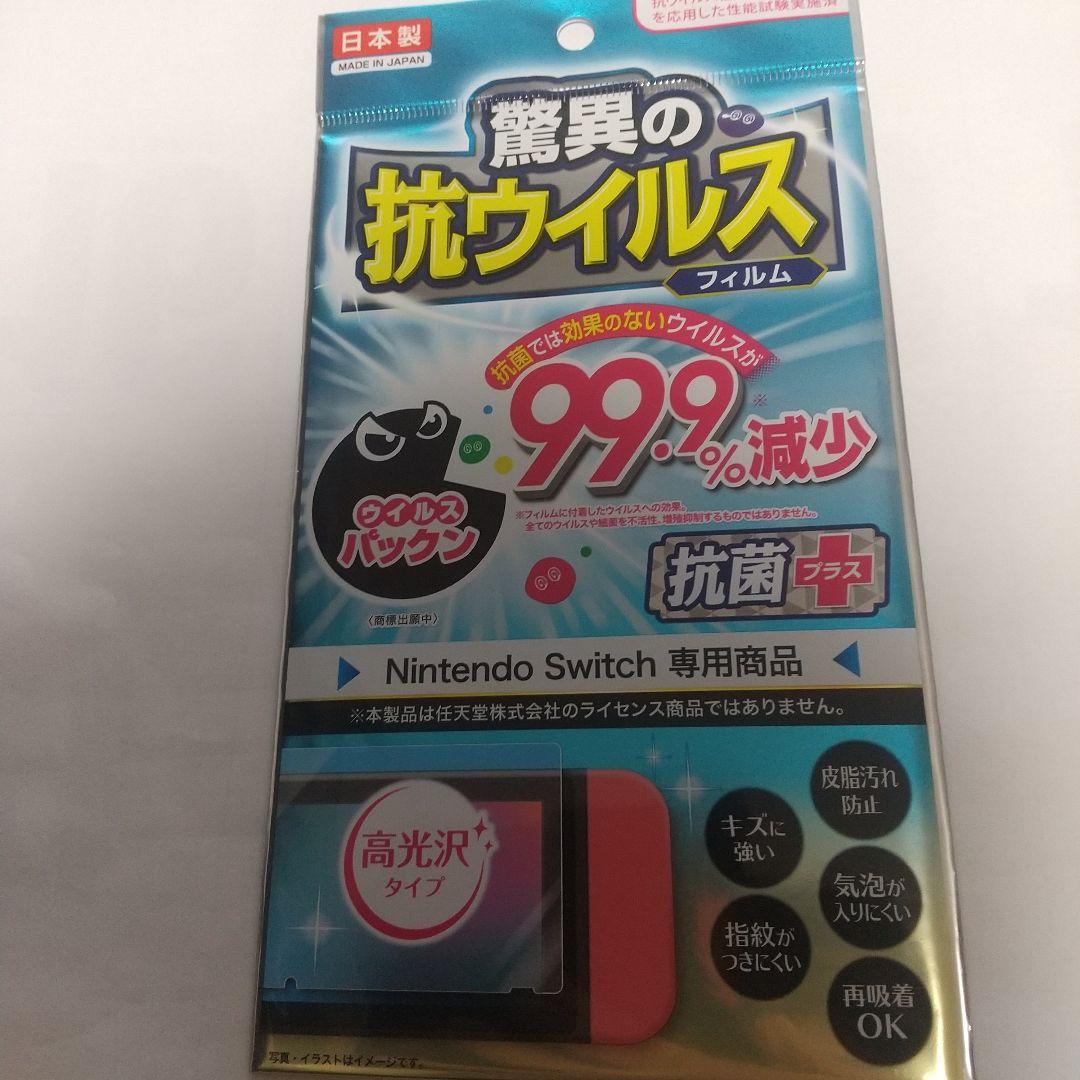 日本製
MADE IN JAPAN
を応用した性能試験実施済
驚異の
抗ウイルス
フィルム
抗菌では効果のないウイルスが
99.9%減少
※
※フィルムに付着したウイルスへの効果。
全てのウイルスや細菌を不活性、増殖抑制するものではありません。
ウイルス
パックン
〈商標出願中〉
抗菌
プラス
Nintendo Switch 専用商品
※本製品は任天堂株式会社のライセンス商品ではありません。
高光沢
タイプ
皮脂汚れ
防止
キズに
強い
気泡が
入りにくい
指紋が
つきにくい
再吸着
OK
写真・イラストはイメージです。